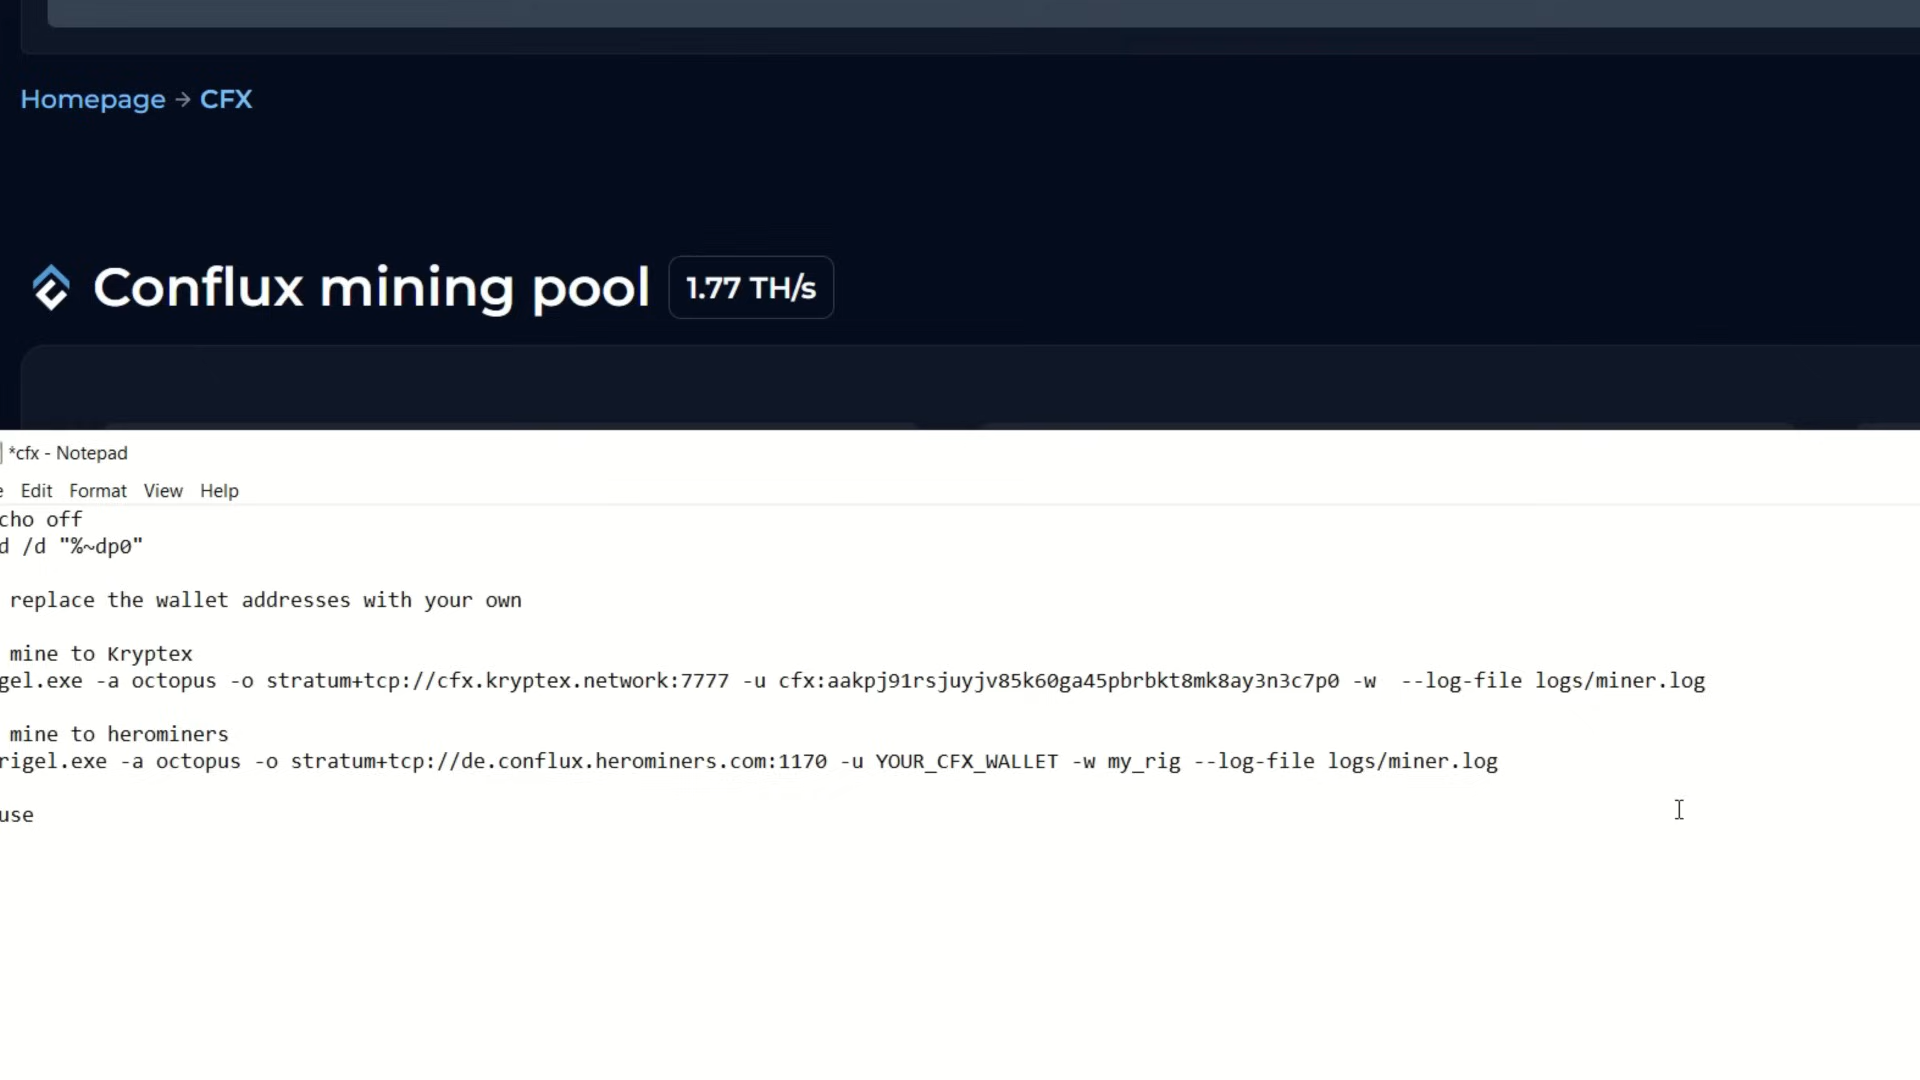 Homepage → CFX
Conflux mining pool 1.77 TH/s
*cfx - Notepad
Edit Format View Help
cho off
d /d "%~dp0"
replace the wallet addresses with your own
mine to Kryptex
gel.exe -a octopus -o stratum+tcp://cfx.kryptex.network:7777 -u cfx:aakpj91rsjuyjv85k60ga45pbrbkt8mk8ay3n3c7p0 -w  --log-file logs/miner.log
mine to herominers
rigel.exe -a octopus -o stratum+tcp://de.conflux.herominers.com:1170 -u YOUR_CFX_WALLET -w my_rig --log-file logs/miner.log
use